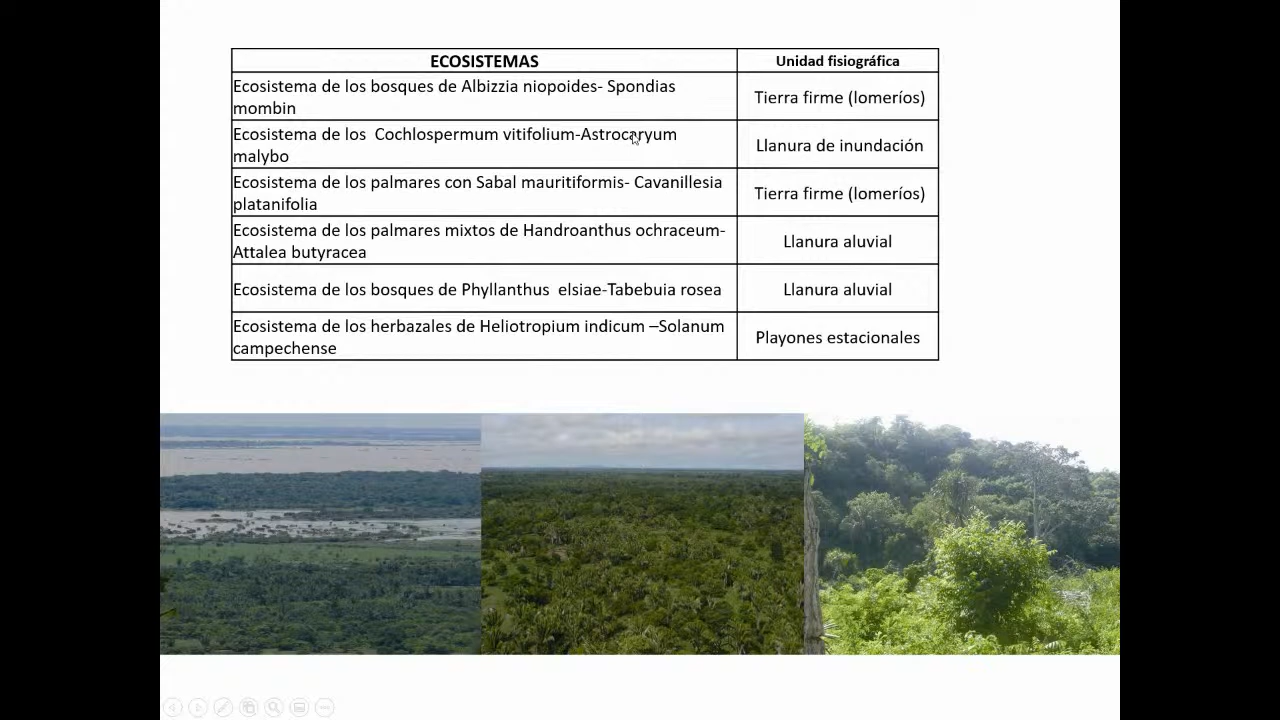 ECOSISTEMAS
Unidad fisiográfica
Ecosistema de los bosques de Albizzia niopoides- Spondias
mombin
Tierra firme (lomeríos)
Ecosistema de los  Cochlospermum vitifolium-Astrocaryum
malybo
Llanura de inundación
Ecosistema de los palmares con Sabal mauritiformis- Cavanillesia
platanifolia
Tierra firme (lomeríos)
Ecosistema de los palmares mixtos de Handroanthus ochraceum-
Attalea butyracea
Llanura aluvial
Ecosistema de los bosques de Phyllanthus  elsiae-Tabebuia rosea
Llanura aluvial
Ecosistema de los herbazales de Heliotropium indicum –Solanum
campechense
Playones estacionales